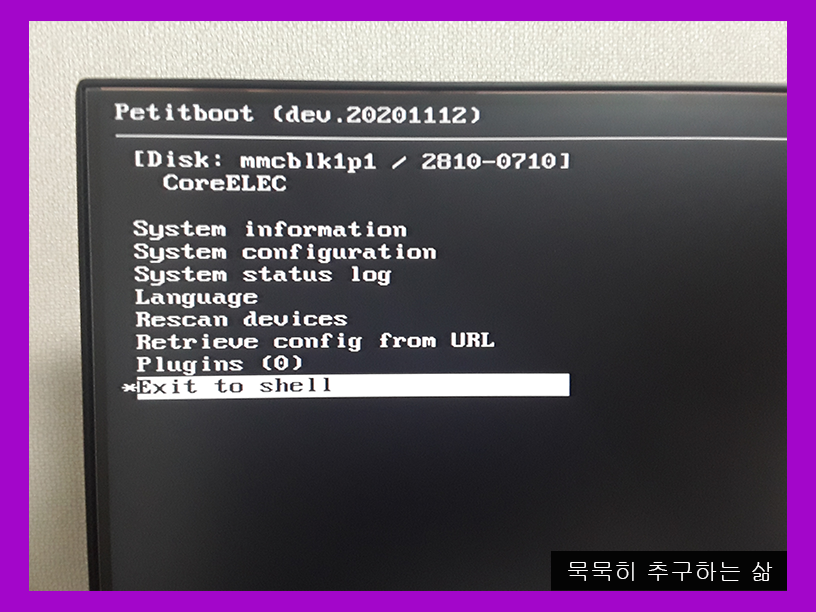 Petitboot (dev.20201112)
[Disk: mmcblk1p1 / 2810-0710]
CoreELEC
System information
System configuration
System status log
Language
Rescan devices
Retrieve config from URL
Plugins (0)
*Exit to shell
묵묵히 추구하는 삶